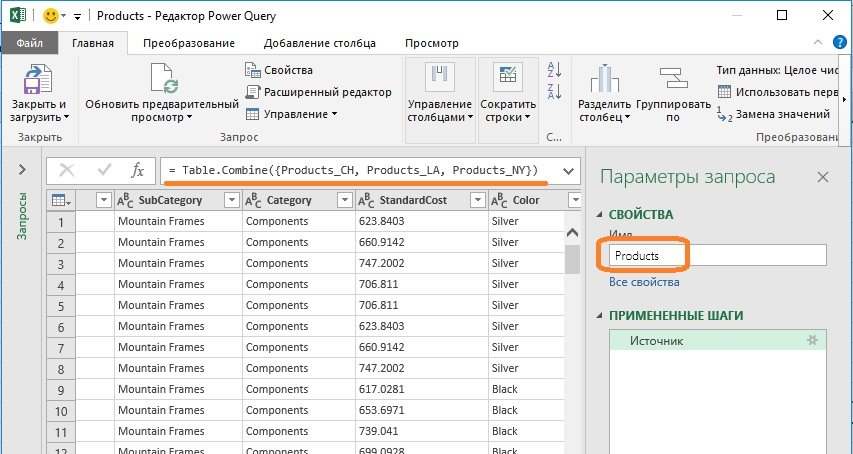 Products - Редактор Power Query
Файл Главная Преобразование Добавление столбца Просмотр
Закрыть и загрузить
Обновить предварительный просмотр
Свойства
Расширенный редактор
Управление
Управление столбцами
Сократить строки
Разделить столбец
Группировать по
Тип данных: Целое чис
Использовать перв
Замена значений
Закрыть Запрос С... Преобразование
Запросы
fx = Table.Combine({Products_CH, Products_LA, Products_NY})
SubCategory Category StandardCost Color
1 Mountain Frames Components 623.8403 Silver
2 Mountain Frames Components 660.9142 Silver
3 Mountain Frames Components 747.2002 Silver
4 Mountain Frames Components 706.811 Silver
5 Mountain Frames Components 706.811 Silver
6 Mountain Frames Components 623.8403 Silver
7 Mountain Frames Components 660.9142 Silver
8 Mountain Frames Components 747.2002 Silver
9 Mountain Frames Components 617.0281 Black
10 Mountain Frames Components 653.6971 Black
11 Mountain Frames Components 739.041 Black
12 Mountain Frames Components 699.0928 Black
Параметры запроса
СВОЙСТВА
Имя
Products
Все свойства
ПРИМЕНЕННЫЕ ШАГИ
Источник